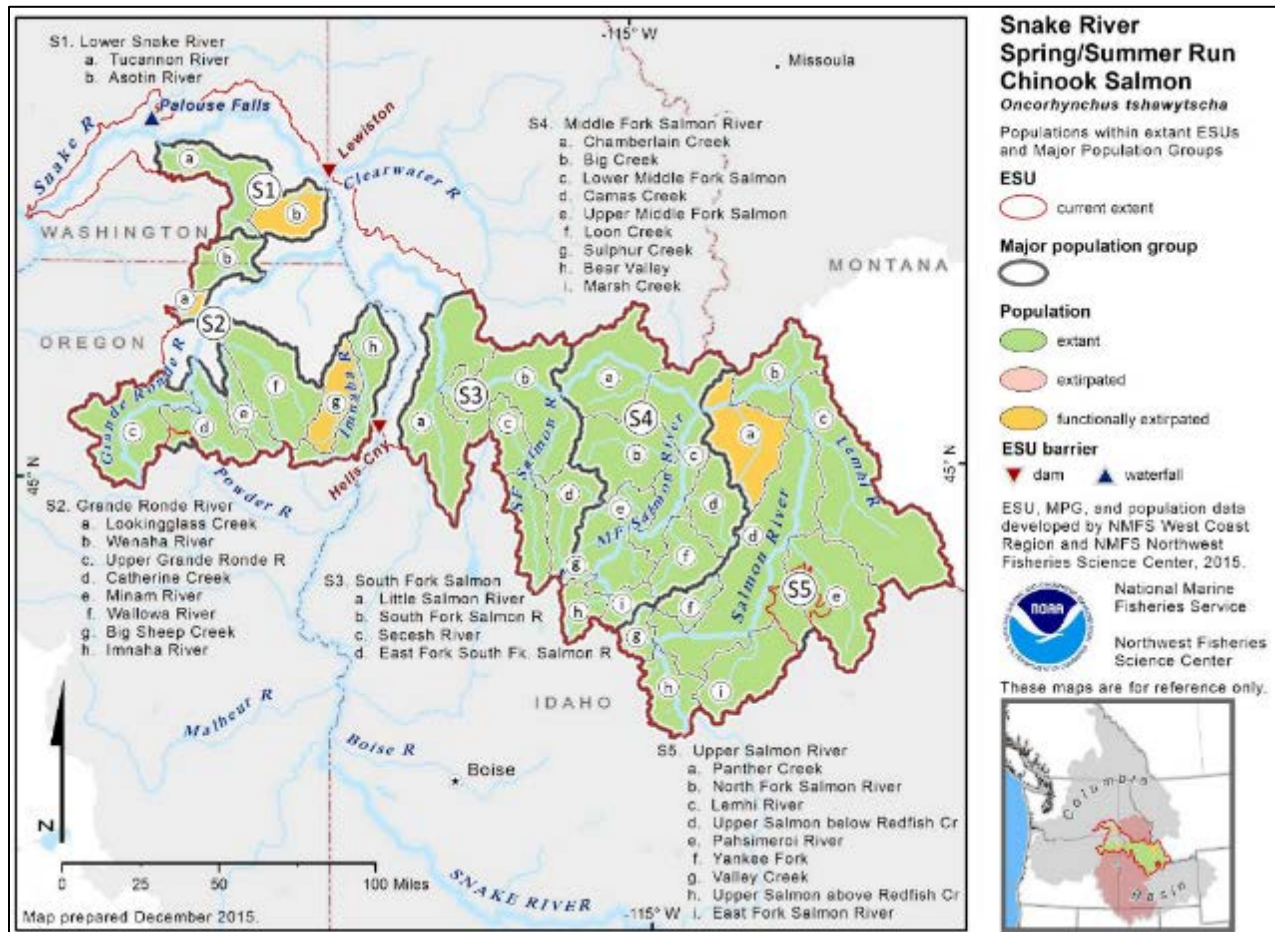 Snake River
Spring/Summer Run
Chinook Salmon
Oncorhynchus tshawytscha
Populations within extant ESUs
and Major Population Groups
ESU
current extent
Major population group
Population
extant
extirpated
functionally extirpated
ESU barrier
dam
waterfall
ESU, MPG, and population data
developed by NMFS West Coast
Region and NMFS Northwest
Fisheries Science Center, 2015.
NOAA
National Marine
Fisheries Service
Northwest Fisheries
Science Center
These maps are for reference only.
Columbia
Basin
-115° W
Missoula
S1. Lower Snake River
a. Tucannon River
b. Asotin River
Palouse Falls
Snake R
Lewiston
Clearwater R
a
S1
b
WASHINGTON
b
a
S2
OREGON
Grande Ronde R
c
d
e
f
g
h
Imnaha R
Hells Cny
Powder R
45° N
S4. Middle Fork Salmon River
a. Chamberlain Creek
b. Big Creek
c. Lower Middle Fork Salmon
d. Camas Creek
e. Upper Middle Fork Salmon
f. Loon Creek
g. Sulphur Creek
h. Bear Valley
i. Marsh Creek
MONTANA
S3
a
b
c
d
SF Salmon R
S4
a
b
c
d
e
f
g
h
i
MF Salmon River
S5
a
b
c
d
e
f
g
h
i
Lemhi R
Salmon River
45° N
S2. Grande Ronde River
a. Lookingglass Creek
b. Wenaha River
c. Upper Grande Ronde R
d. Catherine Creek
e. Minam River
f. Wallowa River
g. Big Sheep Creek
h. Imnaha River
S3. South Fork Salmon
a. Little Salmon River
b. South Fork Salmon R
c. Secesh River
d. East Fork South Fk. Salmon R
IDAHO
Malheur R
Boise R
Boise
S5. Upper Salmon River
a. Panther Creek
b. North Fork Salmon River
c. Lemhi River
d. Upper Salmon below Redfish Cr
e. Pahsimeroi River
f. Yankee Fork
g. Valley Creek
h. Upper Salmon above Redfish Cr
i. East Fork Salmon River
N
0 25 50 100 Miles
SNAKE RIVER
-115° W
Map prepared December 2015.